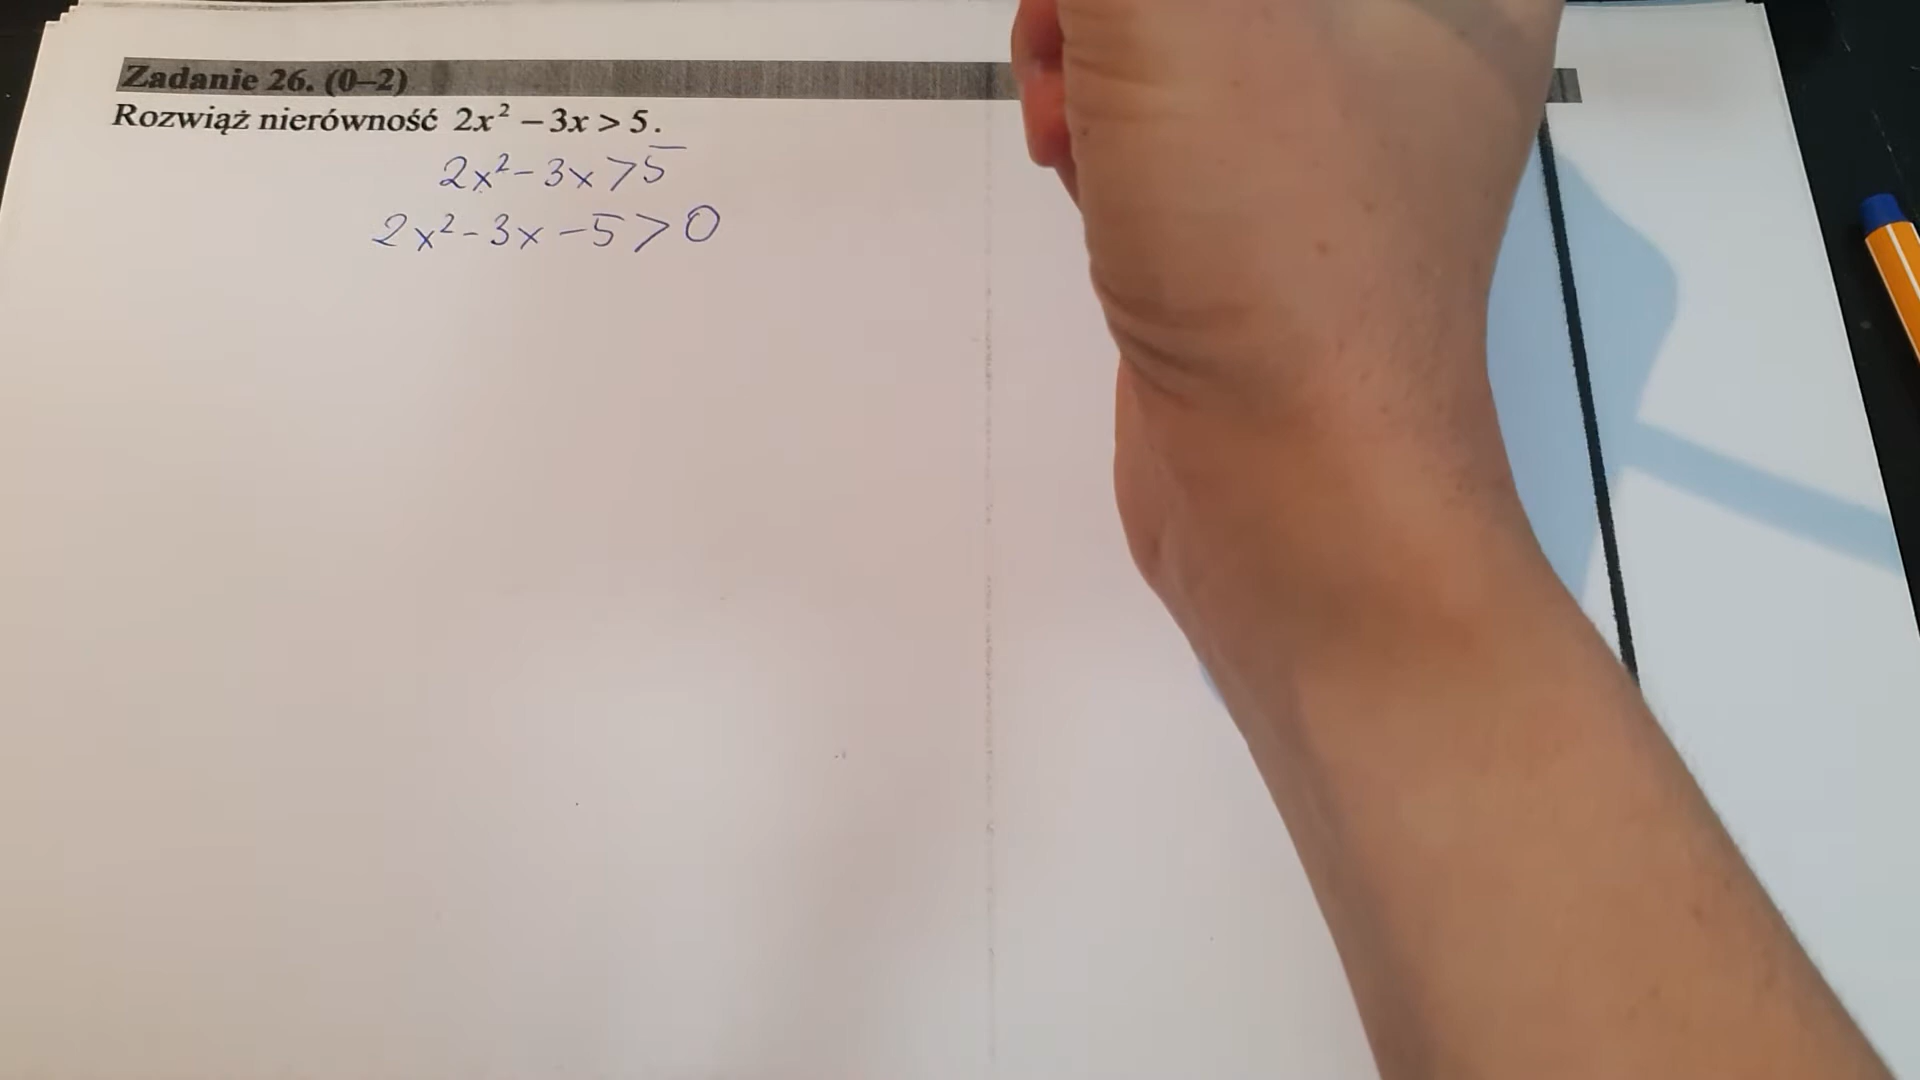 Zadanie 26. (0–2)
Rozwiąż nierówność 2x² – 3x > 5.
2x² - 3x > 5
2x² - 3x - 5 > 0